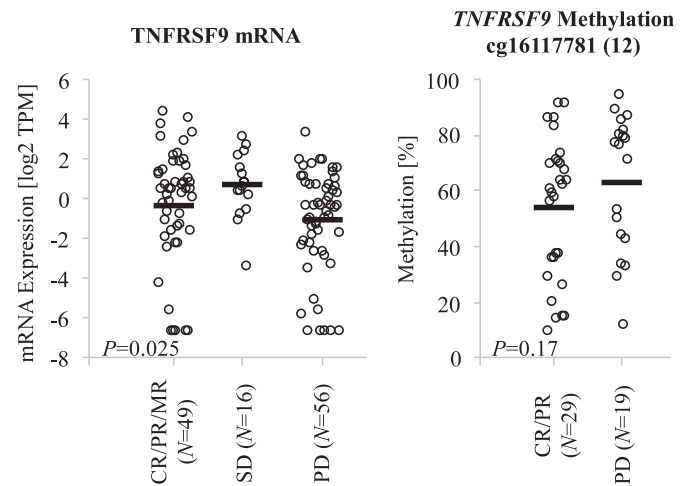 TNFRSF9 mRNA
mRNA Expression [log2 TPM]
6
4
2
0
-2
-4
-6
-8
P=0.025
CR/PR/MR
(N=49)
SD (N=16)
PD (N=56)
TNFRSF9 Methylation
cg16117781 (12)
Methylation [%]
100
80
60
40
20
0
P=0.17
CR/PR
(N=29)
PD (N=19)